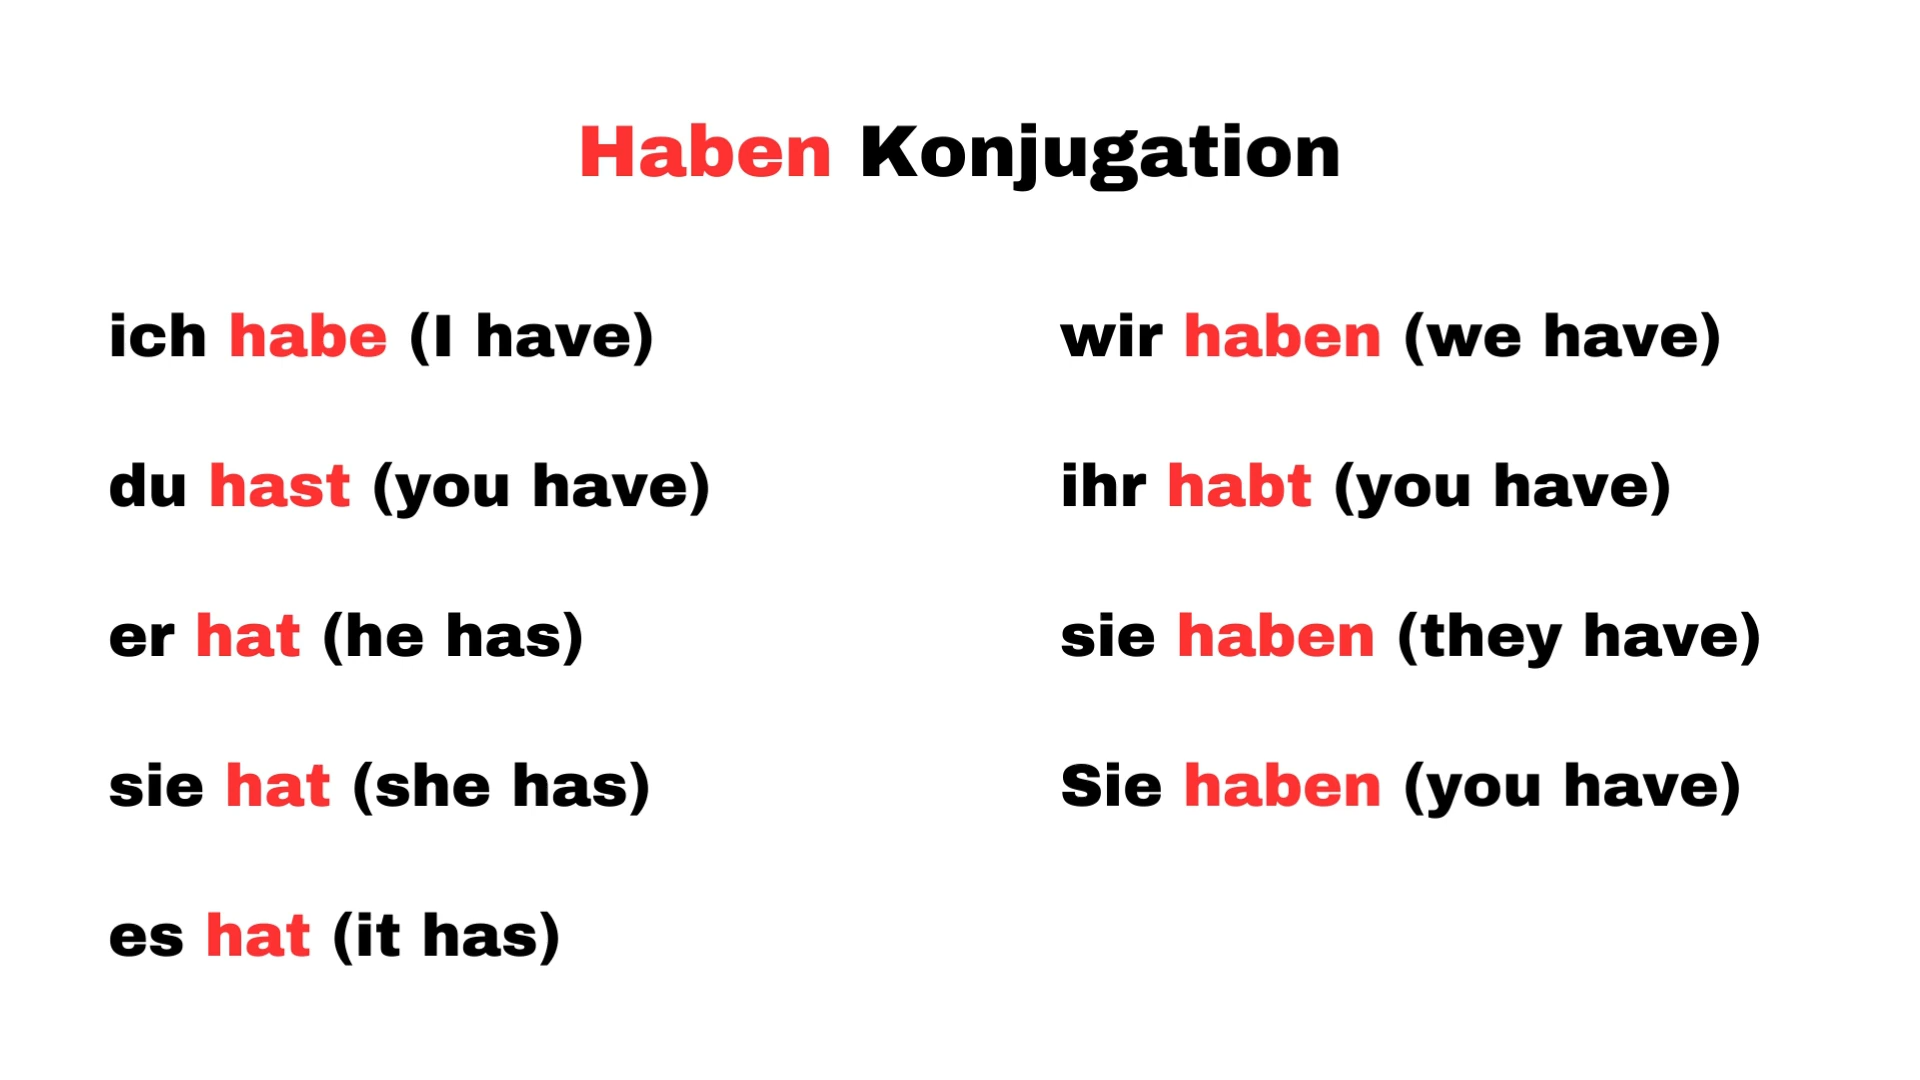 Haben Konjugation
ich habe (I have)
du hast (you have)
er hat (he has)
sie hat (she has)
es hat (it has)
wir haben (we have)
ihr habt (you have)
sie haben (they have)
Sie haben (you have)